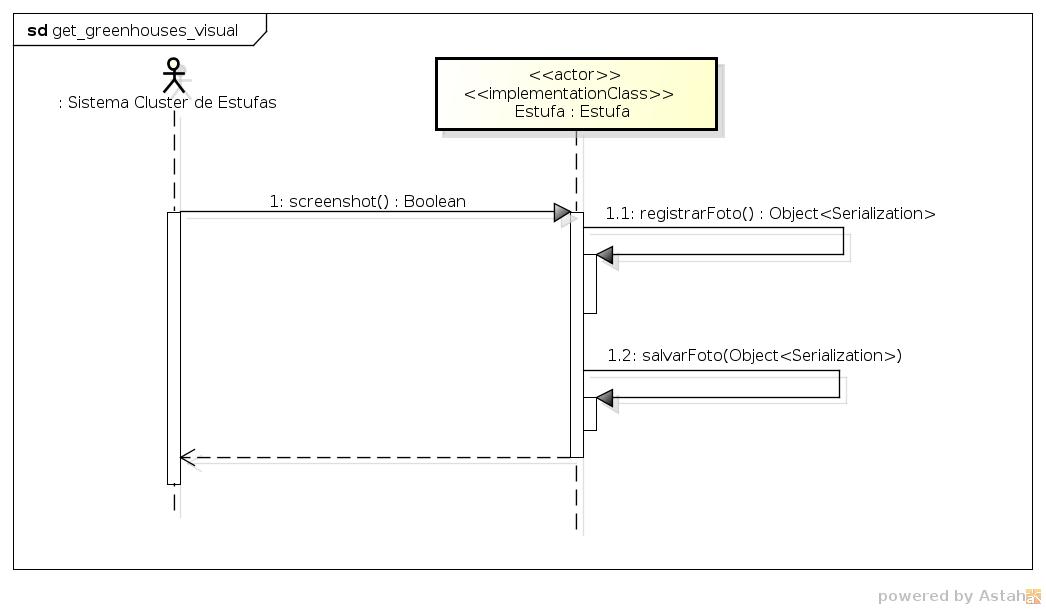 sd get_greenhouses_visual
: Sistema Cluster de Estufas
<<actor>>
<<implementationClass>>
Estufa : Estufa
1: screenshot() : Boolean
1.1: registrarFoto() : Object<Serialization>
1.2: salvarFoto(Object<Serialization>)
powered by Astah